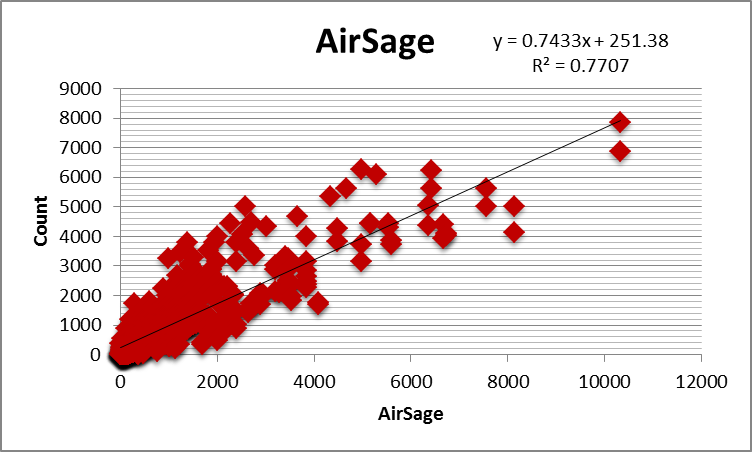 AirSage
y = 0.7433x + 251.38
R² = 0.7707
9000
8000
7000
6000
5000
4000
3000
2000
1000
0
Count
0 2000 4000 6000 8000 10000 12000
AirSage